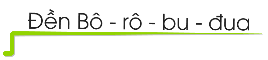 Đền Bô - rô - bu - đua